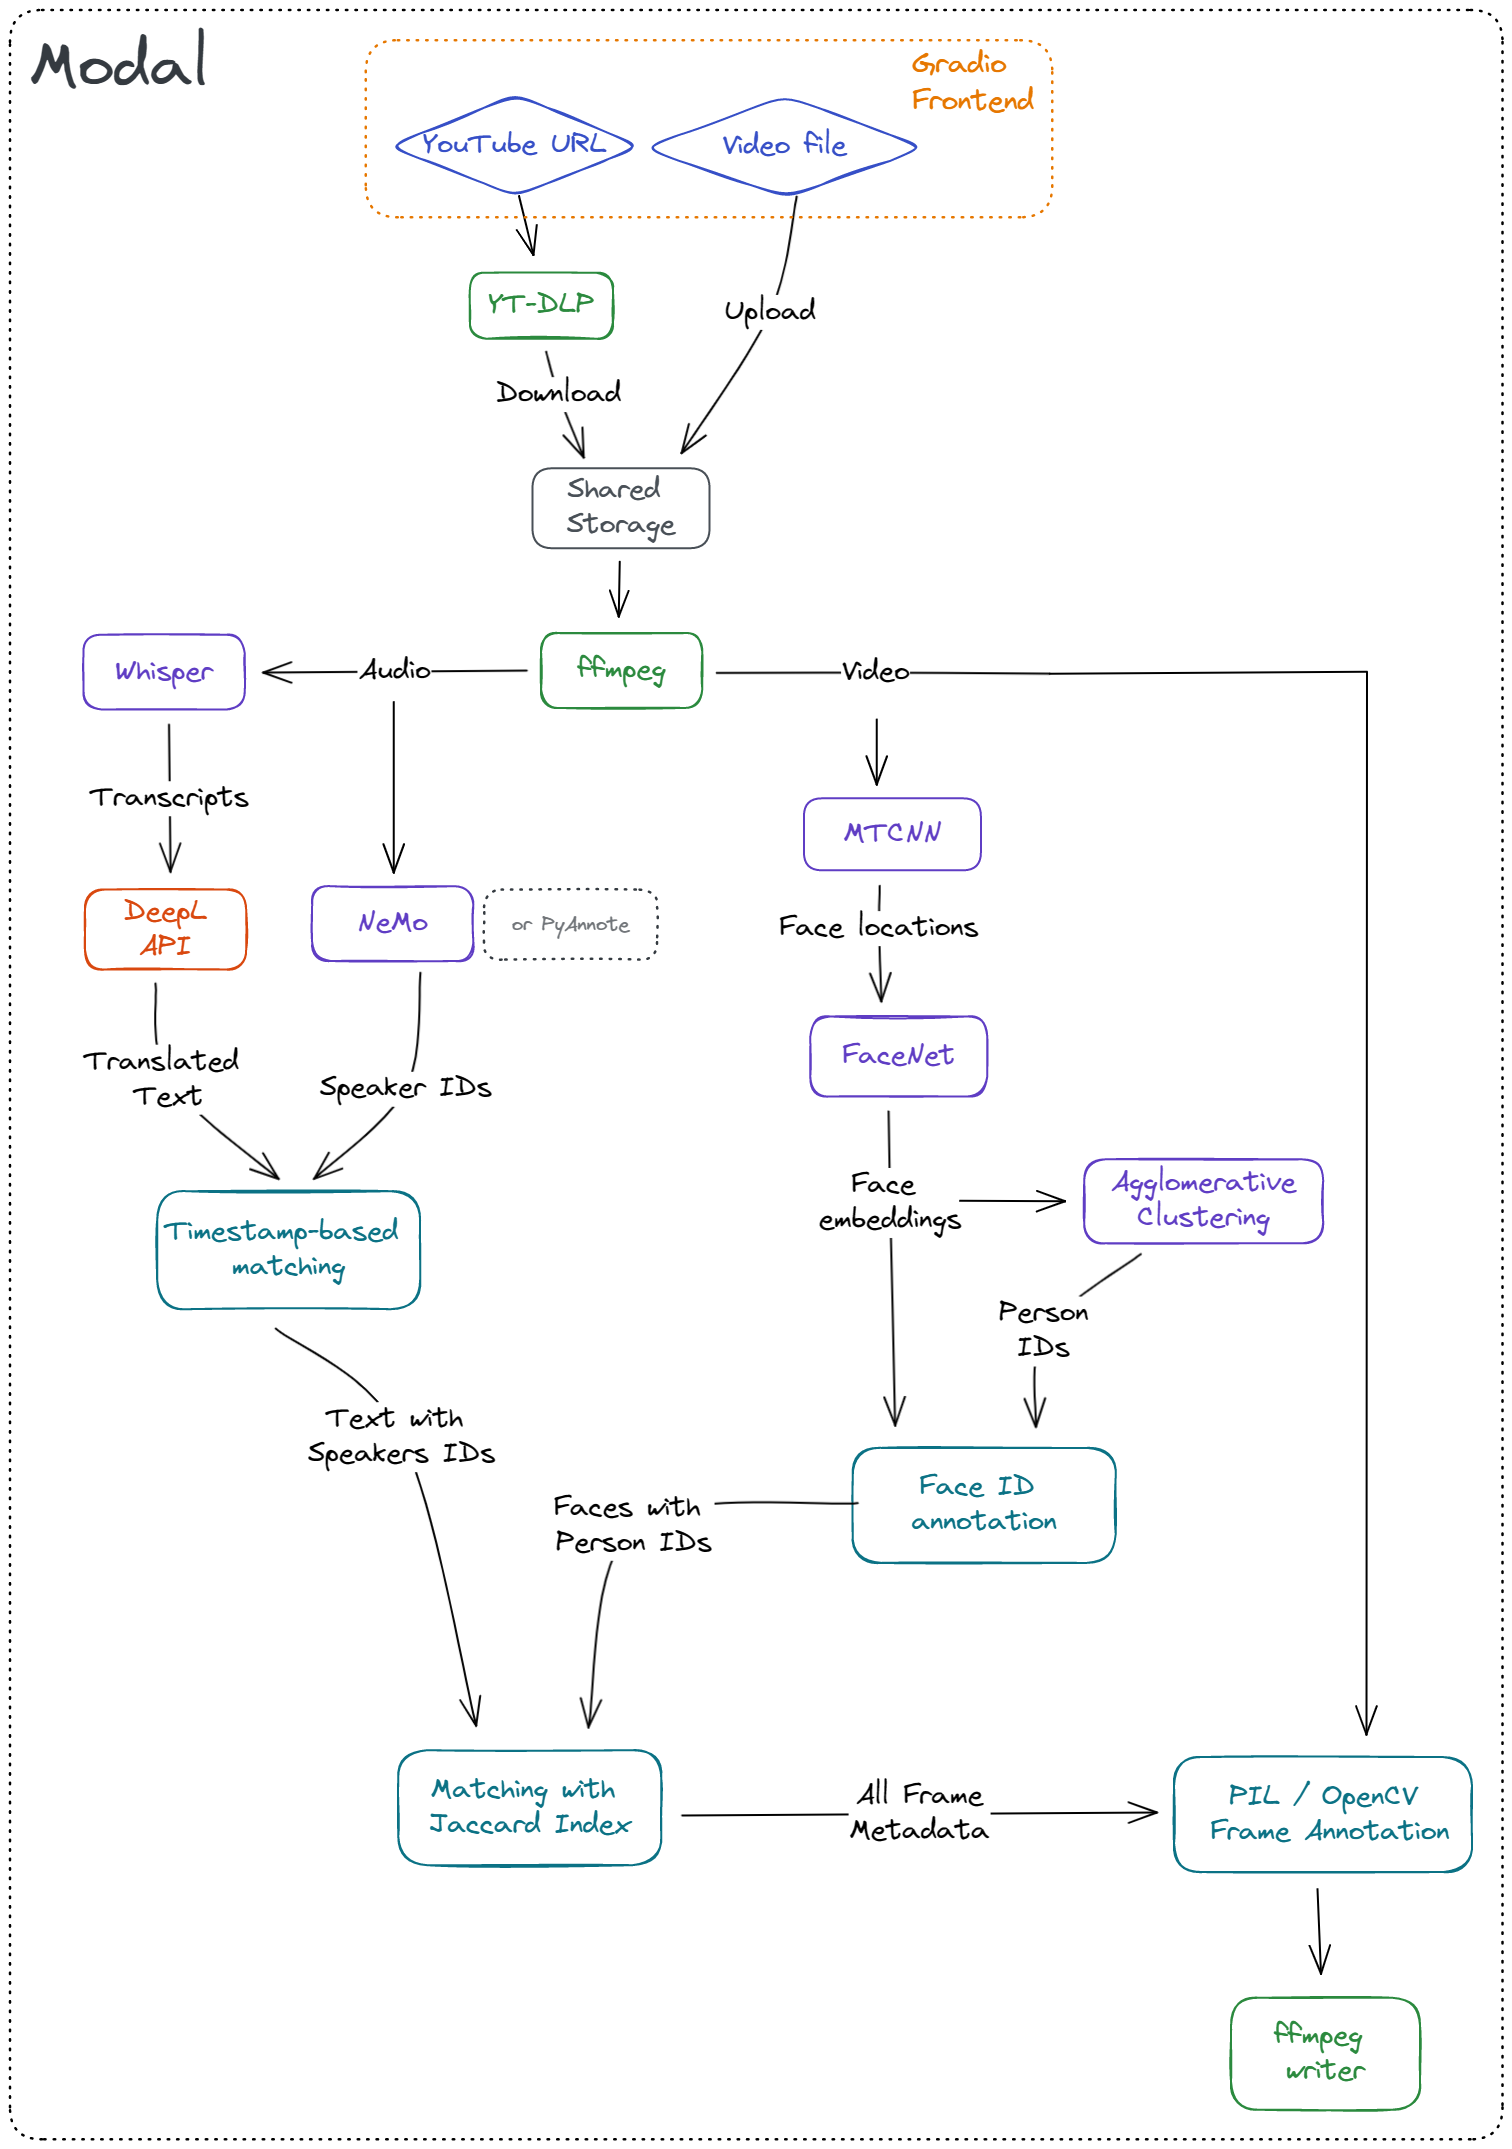 Modal
Gradio
Frontend
YouTube URL
Video file
YT-DLP
Upload
Download
Shared
Storage
Whisper
Audio
ffmpeg
Video
Transcripts
MTCNN
DeepL
API
NeMo
or PyAnnote
Face locations
Translated
Text
Speaker IDs
FaceNet
Face
embeddings
Agglomerative
Clustering
Timestamp-based
matching
Person
IDs
Text with
Speakers IDs
Face ID
annotation
Faces with
Person IDs
Matching with
Jaccard Index
All Frame
Metadata
PIL / OpenCV
Frame Annotation
ffmpeg
writer